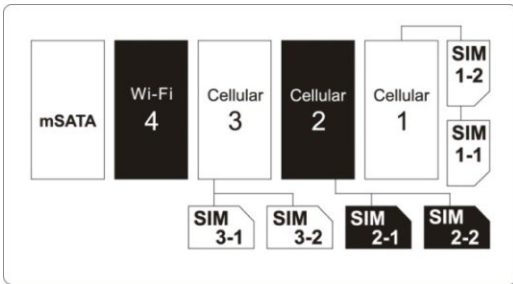 mSATA
Wi-Fi
4
Cellular
3
Cellular
2
Cellular
1
SIM
1-2
SIM
1-1
SIM
3-1
SIM
3-2
SIM
2-1
SIM
2-2